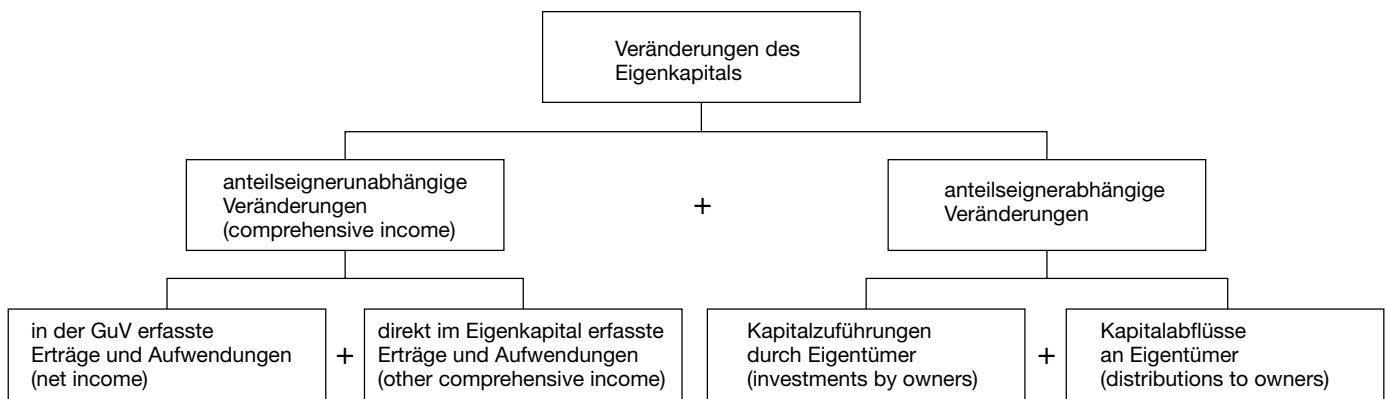 Veränderungen des
Eigenkapitals
anteilseignerunabhängige
Veränderungen
(comprehensive income)
+
anteilseignerabhängige
Veränderungen
in der GuV erfasste
Erträge und Aufwendungen
(net income)
+
direkt im Eigenkapital erfasste
Erträge und Aufwendungen
(other comprehensive income)
Kapitalzuführungen
durch Eigentümer
(investments by owners)
+
Kapitalabflüsse
an Eigentümer
(distributions to owners)